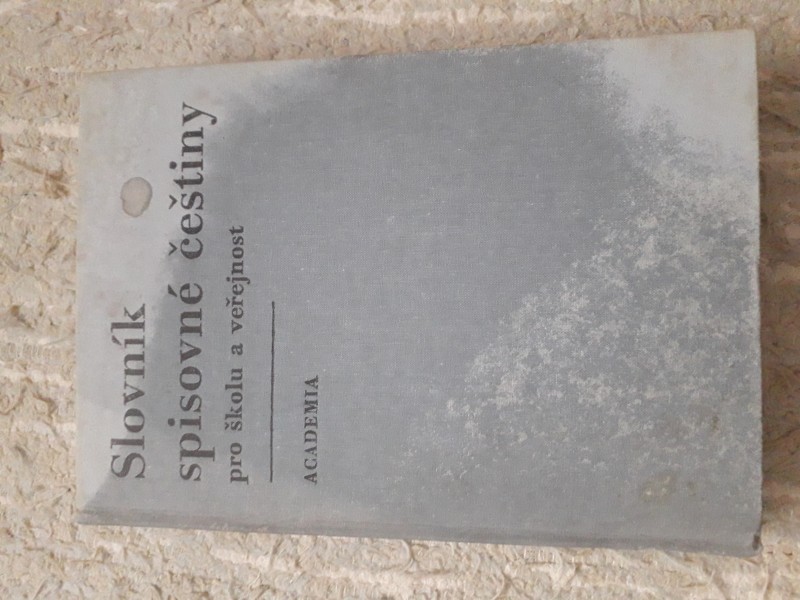 Slovník
spisovné češtiny
pro školu a veřejnost
ACADEMIA